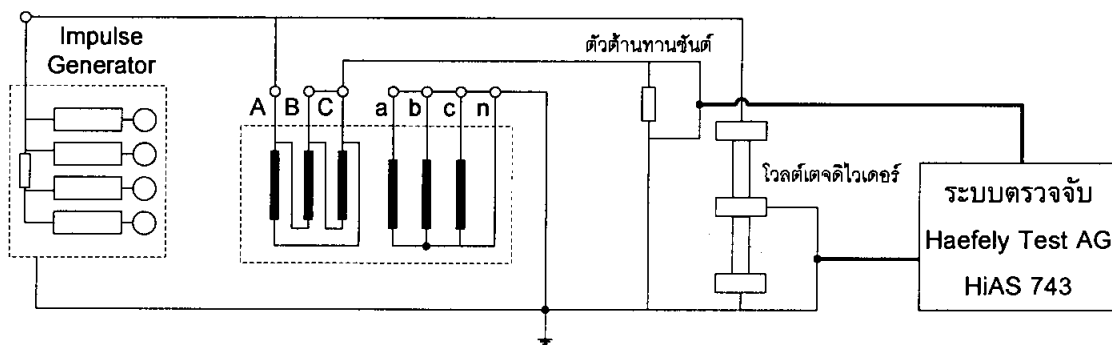 Impulse
Generator
ตัวต้านทานชันต์
A B C a b c n
โวลต์เตจดิไวเดอร์
ระบบตรวจจับ
Haefely Test AG
HiAS 743